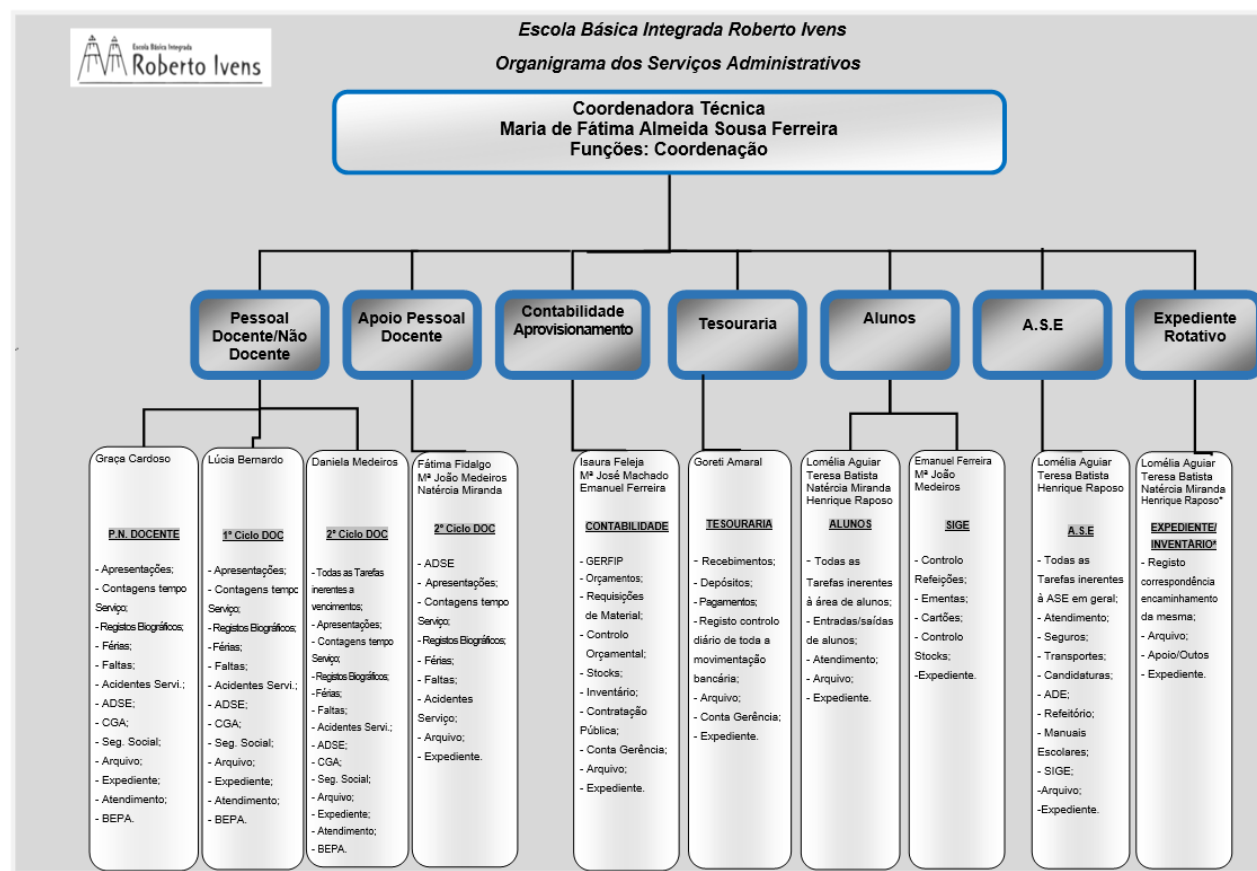 Escola Básica Integrada Roberto Ivens
Organigrama dos Serviços Administrativos
Escola Básica Integrada
Roberto Ivens
Coordenadora Técnica
Maria de Fátima Almeida Sousa Ferreira
Funções: Coordenação
Pessoal
Docente/Não
Docente
Apoio Pessoal
Docente
Contabilidade
Aprovisionamento
Tesouraria
Alunos
A.S.E
Expediente
Rotativo
Graça Cardoso
P.N. DOCENTE
- Apresentações;
- Contagens tempo
Serviço;
- Registos Biográficos;
- Férias;
- Faltas;
- Acidentes Servi.;
- ADSE;
- CGA;
- Seg. Social;
- Arquivo;
- Expediente;
- Atendimento;
- BEPA.
Lúcia Bernardo
1º Ciclo DOC
- Apresentações;
- Contagens tempo
Serviço;
- Registos Biográficos;
- Férias;
- Faltas;
- Acidentes Servi.;
- ADSE;
- CGA;
- Seg. Social;
- Arquivo;
- Expediente;
- Atendimento;
- BEPA.
Daniela Medeiros
2º Ciclo DOC
- Todas as Tarefas
inerentes a
vencimentos;
- Apresentações;
- Contagens tempo
Serviço;
- Registos Biográficos;
- Férias;
- Faltas;
- Acidentes Servi.;
- ADSE;
- CGA;
- Seg. Social;
- Arquivo;
- Expediente;
- Atendimento;
- BEPA.
Fátima Fidalgo
Mª João Medeiros
Natércia Miranda
2º Ciclo DOC
- ADSE
- Apresentações;
- Contagens tempo
Serviço;
- Registos Biográficos;
- Férias;
- Faltas;
- Acidentes
Serviço;
- Arquivo;
- Expediente.
Isaura Feleja
Mª José Machado
Emanuel Ferreira
CONTABILIDADE
- GERFIP
- Orçamentos;
- Requisições
de Material;
- Controlo
Orçamental;
- Stocks;
- Inventário;
- Contratação
Pública;
- Conta Gerência;
- Arquivo;
- Expediente.
Goreti Amaral
TESOURARIA
- Recebimentos;
- Depósitos;
- Pagamentos;
- Registo controlo
diário de toda a
movimentação
bancária;
- Arquivo;
- Conta Gerência;
- Expediente.
Lomélia Aguiar
Teresa Batista
Natércia Miranda
Henrique Raposo
ALUNOS
- Todas as
Tarefas inerentes
à área de alunos;
- Entradas/saídas
de alunos;
- Atendimento;
- Arquivo;
- Expediente.
Emanuel Ferreira
Mª João
Medeiros
SIGE
- Controlo
Refeições;
- Ementas;
- Cartões;
- Controlo
Stocks;
-Expediente.
Lomélia Aguiar
Teresa Batista
Henrique Raposo
A.S.E
- Todas as
Tarefas inerentes
à ASE em geral;
- Atendimento;
- Seguros;
- Transportes;
- Candidaturas;
- ADE;
- Refeitório;
- Manuais
Escolares;
- SIGE;
-Arquivo;
-Expediente.
Lomélia Aguiar
Teresa Batista
Natércia Miranda
Henrique Raposo*
EXPEDIENTE/
INVENTÁRIO*
- Registo
correspondência
encaminhamento
da mesma;
- Arquivo;
- Apoio/Outos
- Expediente.